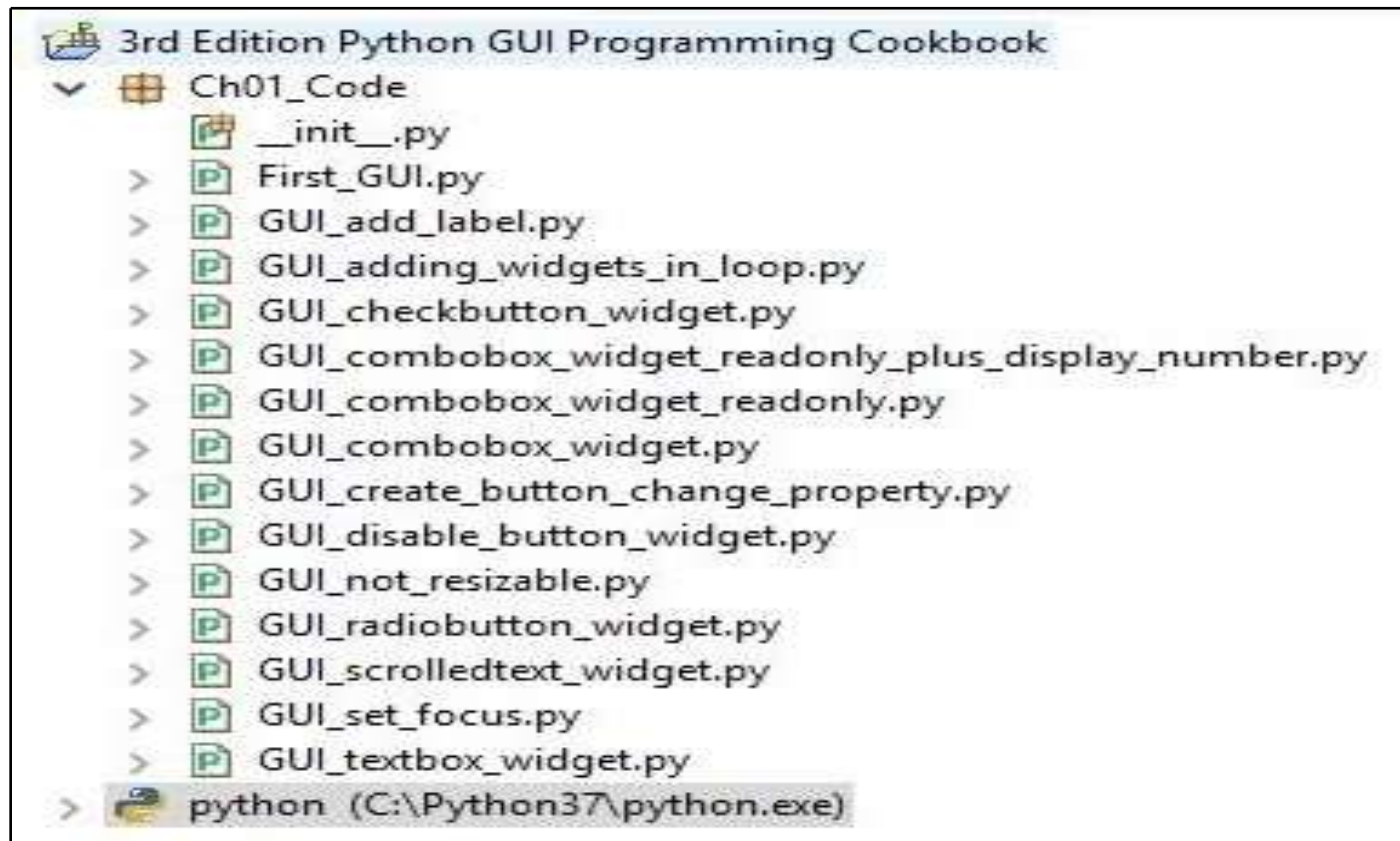 3rd Edition Python GUI Programming Cookbook
Ch01_Code
__init__.py
First_GUI.py
GUI_add_label.py
GUI_adding_widgets_in_loop.py
GUI_checkbutton_widget.py
GUI_combobox_widget_readonly_plus_display_number.py
GUI_combobox_widget_readonly.py
GUI_combobox_widget.py
GUI_create_button_change_property.py
GUI_disable_button_widget.py
GUI_not_resizable.py
GUI_radiobutton_widget.py
GUI_scrolledtext_widget.py
GUI_set_focus.py
GUI_textbox_widget.py
python (C:\Python37\python.exe)